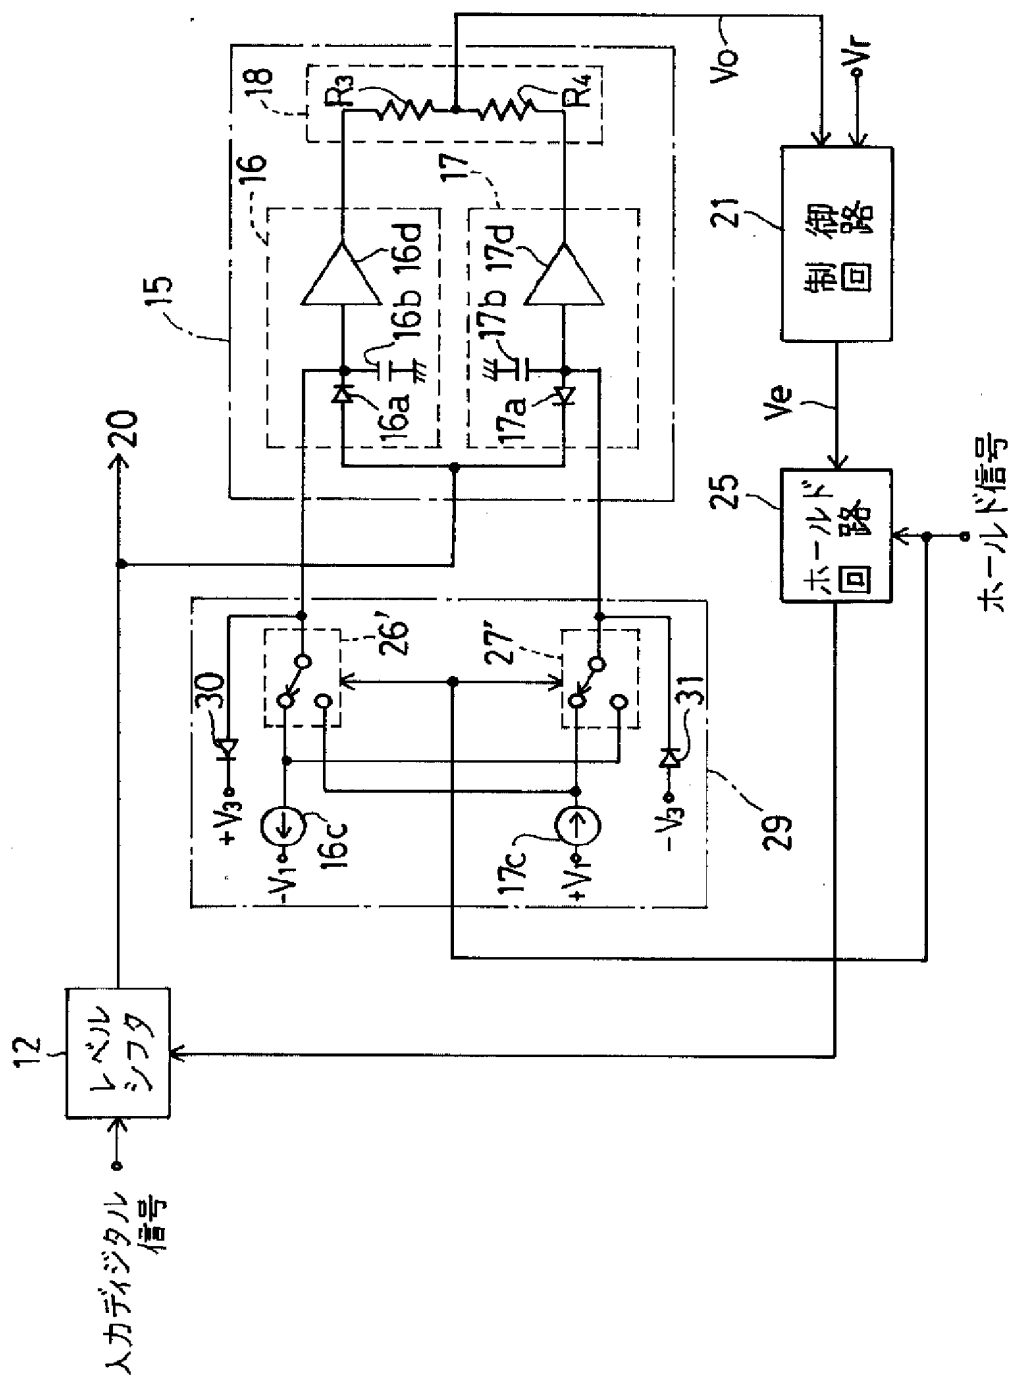 入力ディジタル
信号
12
レベル
シフタ
20
15
16
16a
16b
16d
17
17a
17b
17d
18
R3
R4
Vo
Vr
21
制御
回路
Ve
25
ホールド
回路
ホールド信号
30
+V3
26'
-V1
16c
27'
17c
+V1
31
-V3
29